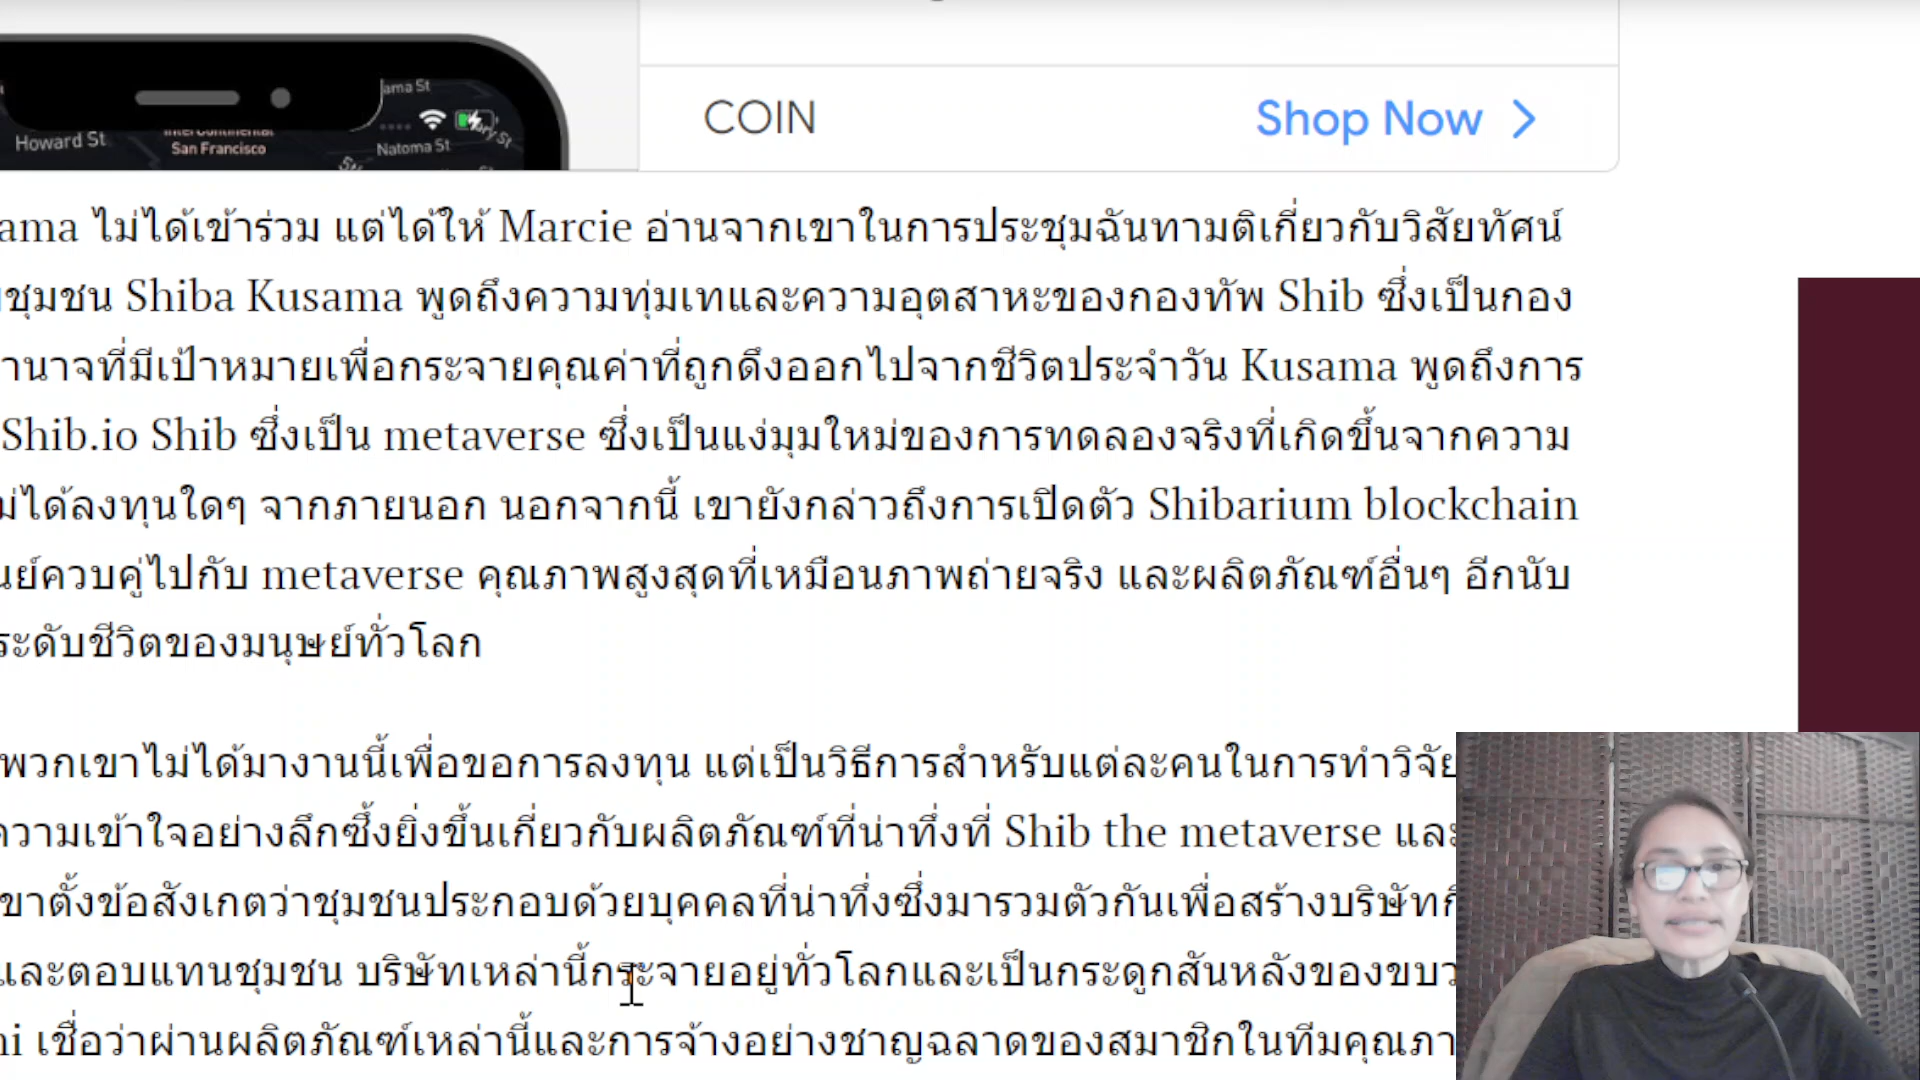 ama St
Howard St
InterContinental
San Francisco
Natoma St
COIN
Shop Now
ama ไม่ได้เข้าร่วม แต่ได้ให้ Marcie อ่านจากเขาในการประชุมฉันทามติเกี่ยวกับวิสัยทัศน์
ชุมชน Shiba Kusama พูดถึงความทุ่มเทและความอุตสาหะของกองทัพ Shib ซึ่งเป็นกอง
านาจที่มีเป้าหมายเพื่อกระจายคุณค่าที่ถูกดึงออกไปจากชีวิตประจำวัน Kusama พูดถึงการ
Shib.io Shib ซึ่งเป็น metaverse ซึ่งเป็นแง่มุมใหม่ของการทดลองจริงที่เกิดขึ้นจากความ
ม่ได้ลงทุนใดๆ จากภายนอก นอกจากนี้ เขายังกล่าวถึงการเปิดตัว Shibarium blockchain
นย์ควบคู่ไปกับ metaverse คุณภาพสูงสุดที่เหมือนภาพถ่ายจริง และผลิตภัณฑ์อื่นๆ อีกนับ
ระดับชีวิตของมนุษย์ทั่วโลก
พวกเขาไม่ได้มางานนี้เพื่อขอการลงทุน แต่เป็นวิธีการสำหรับแต่ละคนในการทำวิจัย
ความเข้าใจอย่างลึกซึ้งยิ่งขึ้นเกี่ยวกับผลิตภัณฑ์ที่น่าทึ่งที่ Shib the metaverse และ
ขาตั้งข้อสังเกตว่าชุมชนประกอบด้วยบุคคลที่น่าทึ่งซึ่งมารวมตัวกันเพื่อสร้างบริษัท
และตอบแทนชุมชน บริษัทเหล่านี้กระจายอยู่ทั่วโลกและเป็นกระดูกสันหลังของขบว
ni เชื่อว่าผ่านผลิตภัณฑ์เหล่านี้และการจ้างอย่างชาญฉลาดของสมาชิกในทีมคุณภา